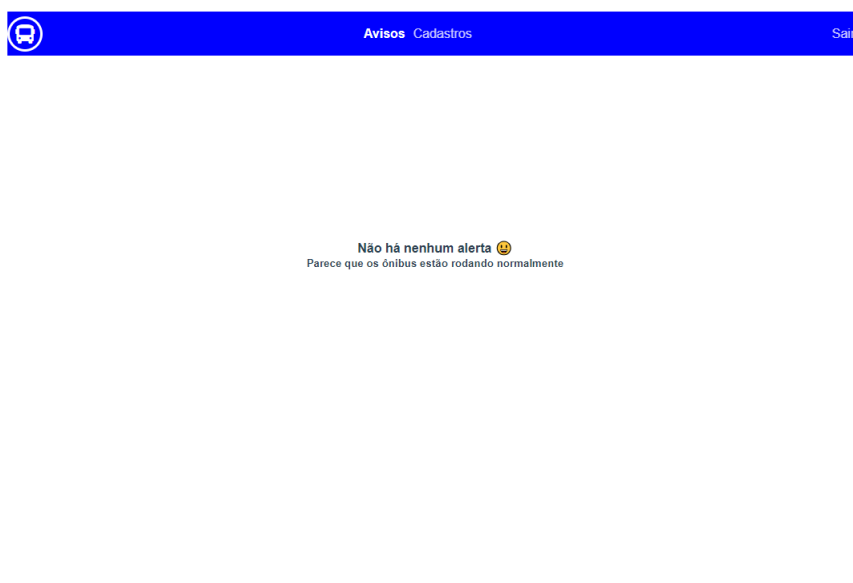 Avisos Cadastros Sair
Não há nenhum alerta 😃
Parece que os ônibus estão rodando normalmente